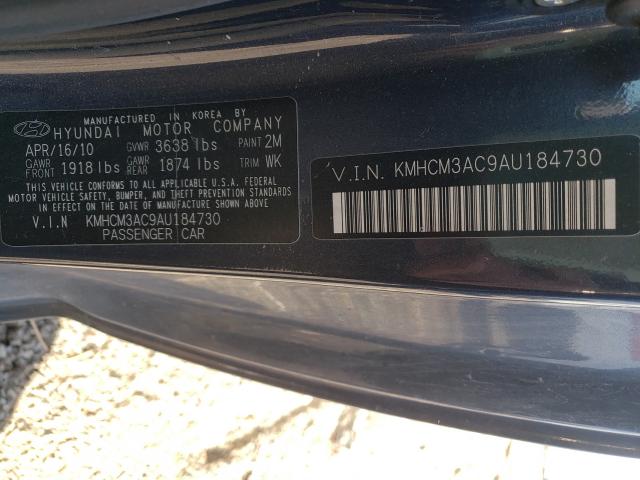 MANUFACTURED IN KOREA BY
HYUNDAI MOTOR COMPANY
APR/16/10 GVWR 3638 lbs PAINT 2M
GAWR FRONT 1918 lbs GAWR REAR 1874 lbs TRIM WK
THIS VEHICLE CONFORMS TO ALL APPLICABLE U.S.A. FEDERAL
MOTOR VEHICLE SAFETY, BUMPER, AND THEFT PREVENTION STANDARDS
IN EFFECT ON THE DATE OF MANUFACTURE SHOWN ABOVE.
V.I.N KMHCM3AC9AU184730
PASSENGER CAR
V.I.N. KMHCM3AC9AU184730